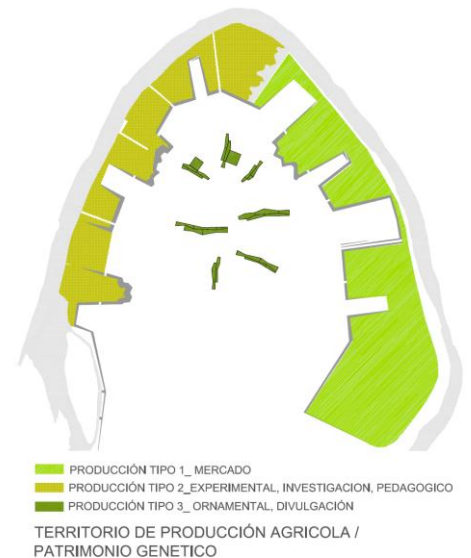 PRODUCCIÓN TIPO 1_ MERCADO
PRODUCCIÓN TIPO 2_EXPERIMENTAL, INVESTIGACION, PEDAGOGICO
PRODUCCIÓN TIPO 3_ ORNAMENTAL, DIVULGACIÓN
TERRITORIO DE PRODUCCIÓN AGRICOLA /
PATRIMONIO GENETICO